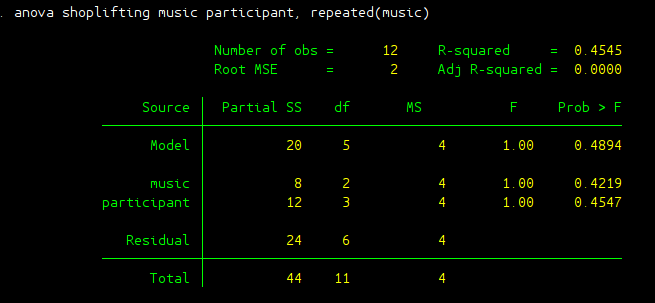 . anova shoplifting music participant, repeated(music)
Number of obs = 12 R-squared = 0.4545
Root MSE = 2 Adj R-squared = 0.0000
Source Partial SS df MS F Prob > F
Model 20 5 4 1.00 0.4894
music 8 2 4 1.00 0.4219
participant 12 3 4 1.00 0.4547
Residual 24 6 4
Total 44 11 4